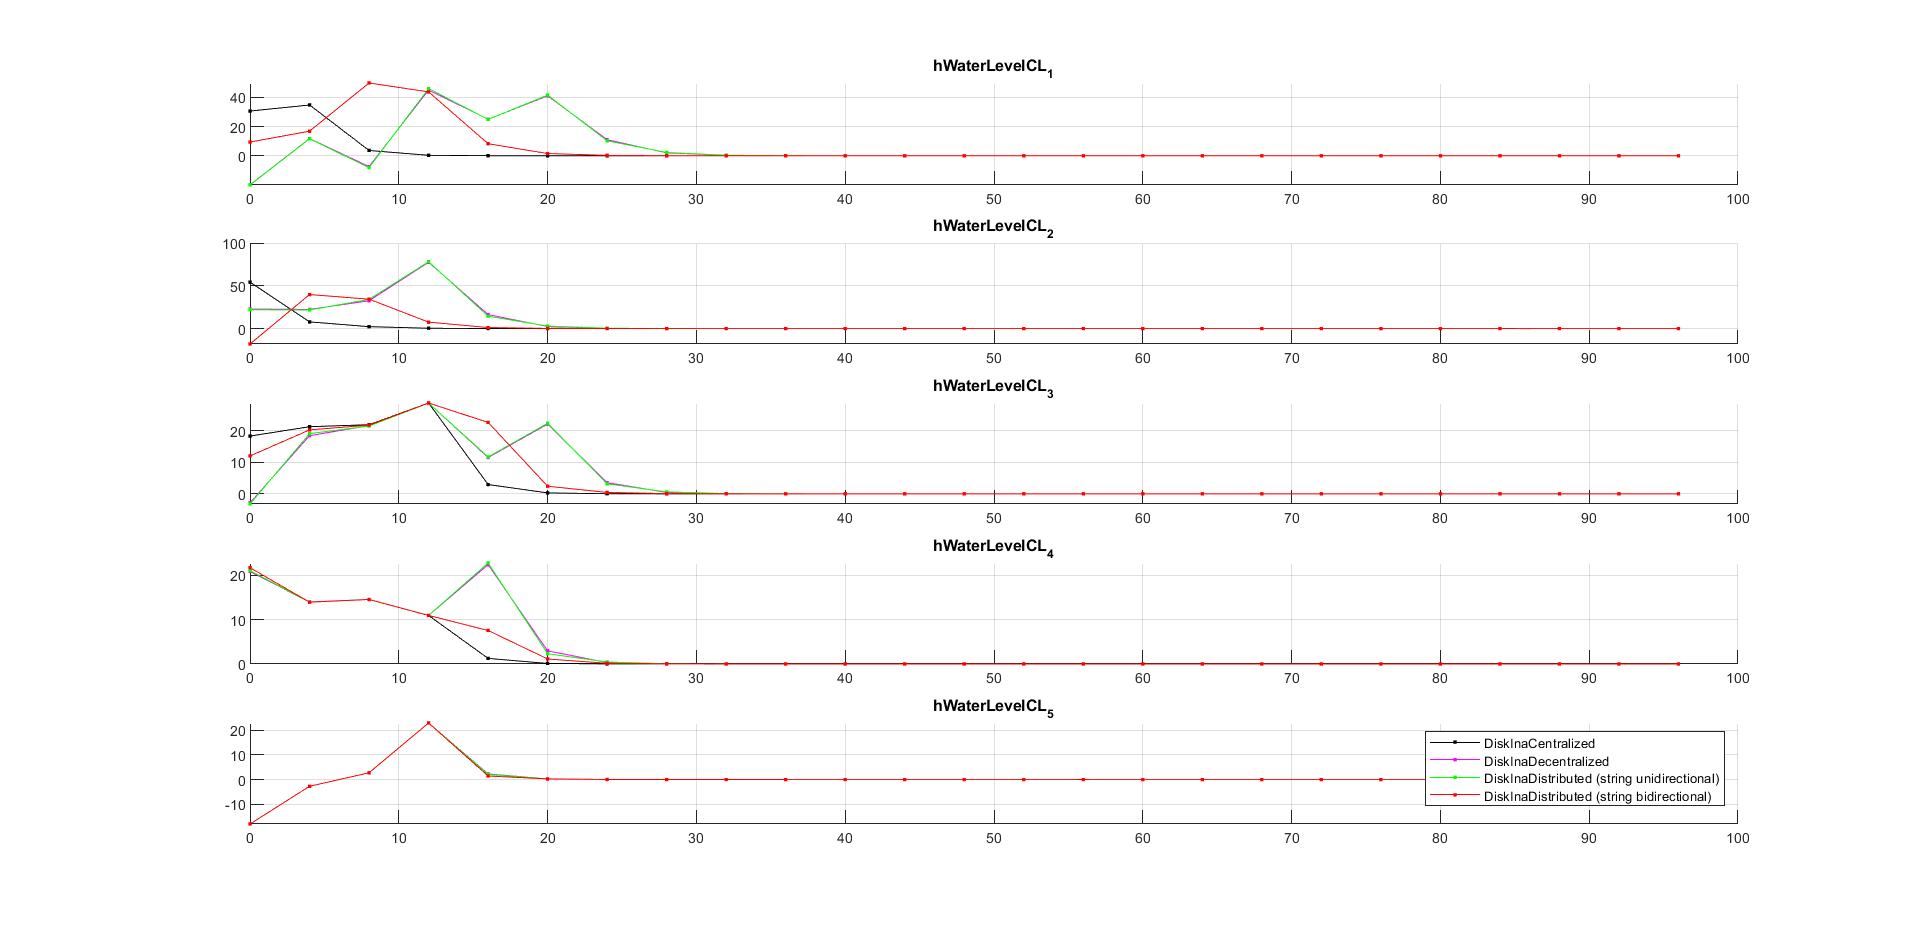 hWaterLevelCL1
40
20
0
0 10 20 30 40 50 60 70 80 90 100
hWaterLevelCL2
100
50
0
0 10 20 30 40 50 60 70 80 90 100
hWaterLevelCL3
20
10
0
0 10 20 30 40 50 60 70 80 90 100
hWaterLevelCL4
20
10
0
0 10 20 30 40 50 60 70 80 90 100
hWaterLevelCL5
20
10
0
-10
0 10 20 30 40 50 60 70 80 90 100
DisklnaCentralized
DisklnaDecentralized
DisklnaDistributed (string unidirectional)
DisklnaDistributed (string bidirectional)